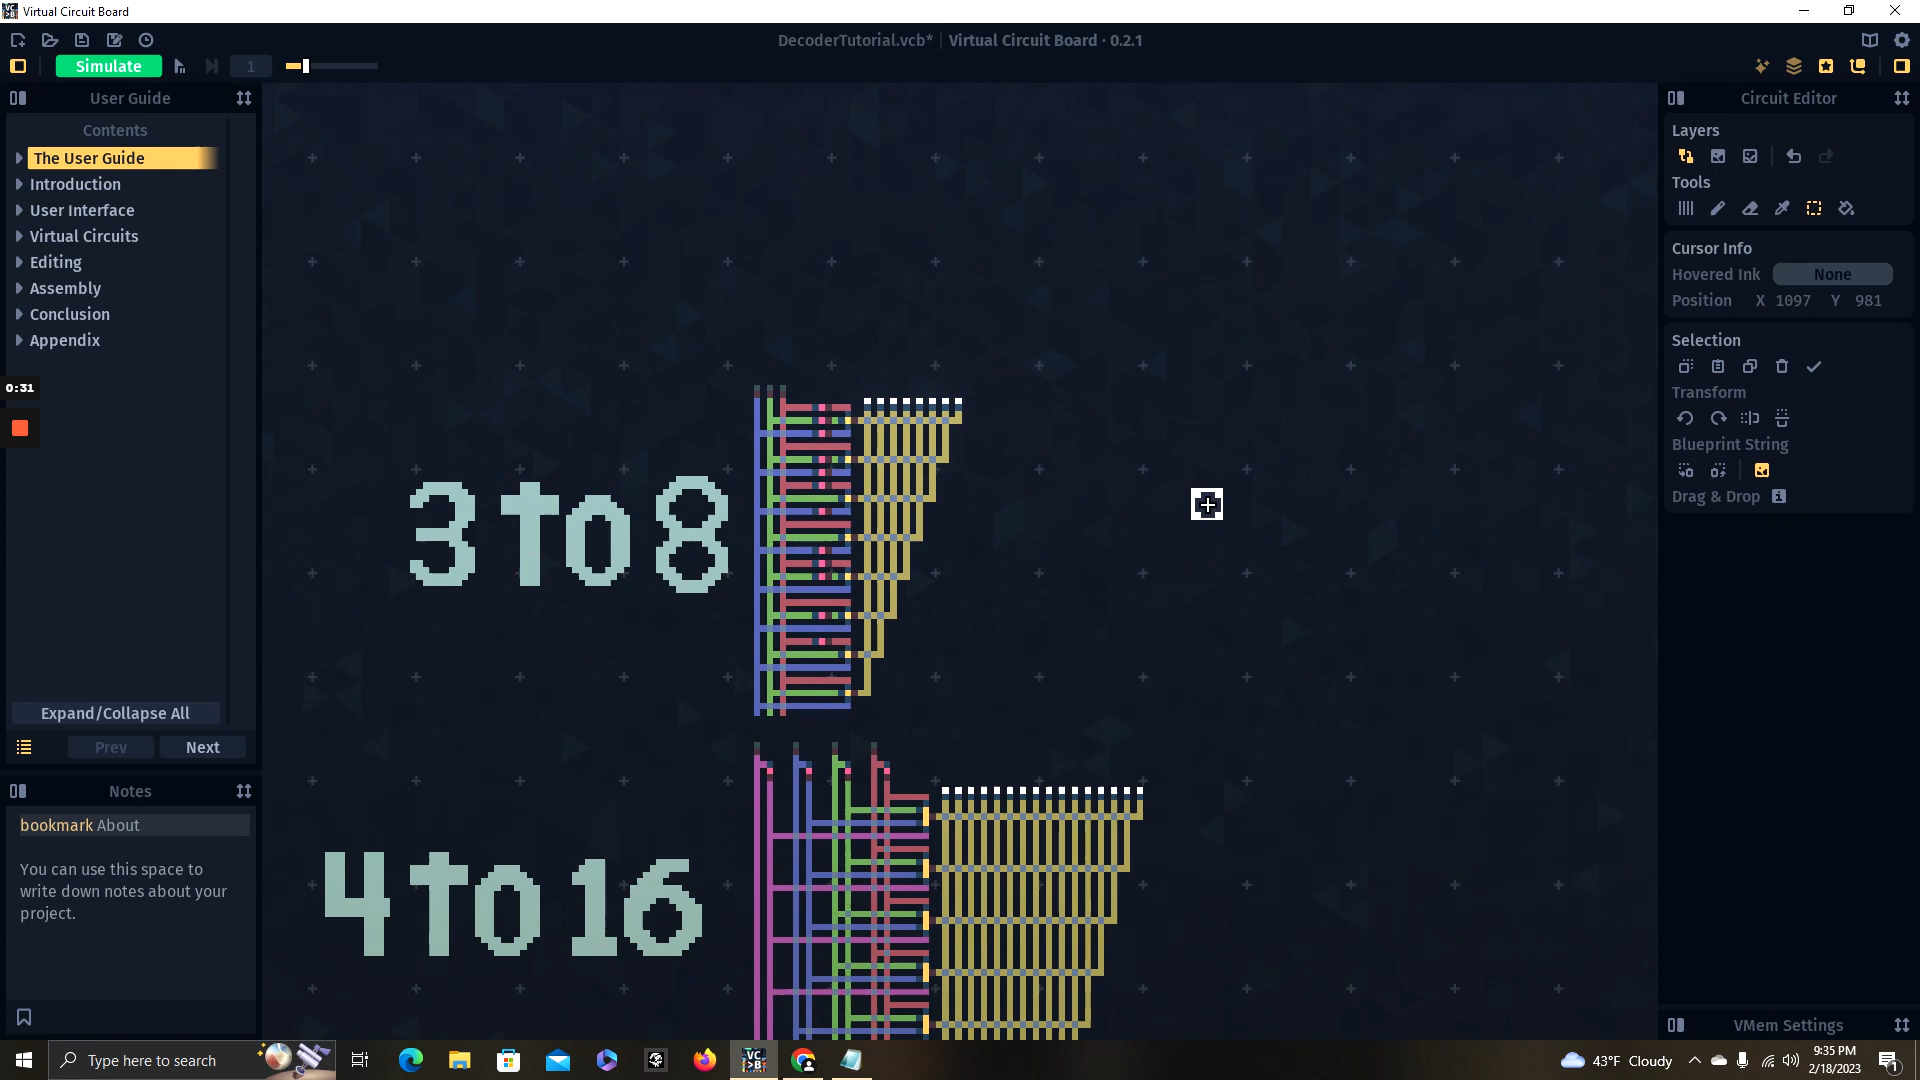 Virtual Circuit Board
DecoderTutorial.vcb* | Virtual Circuit Board · 0.2.1
Simulate
1
User Guide
Contents
The User Guide
Introduction
User Interface
Virtual Circuits
Editing
Assembly
Conclusion
Appendix
0:31
Expand/Collapse All
Prev
Next
Notes
bookmark About
You can use this space to
write down notes about your
project.
3 to 8
4 to 16
Circuit Editor
Layers
Tools
Cursor Info
Hovered Ink None
Position X 1097 Y 981
Selection
Transform
Blueprint String
Drag & Drop
VMem Settings
Type here to search
VC
>B
43°F Cloudy
9:35 PM
2/18/2023
1